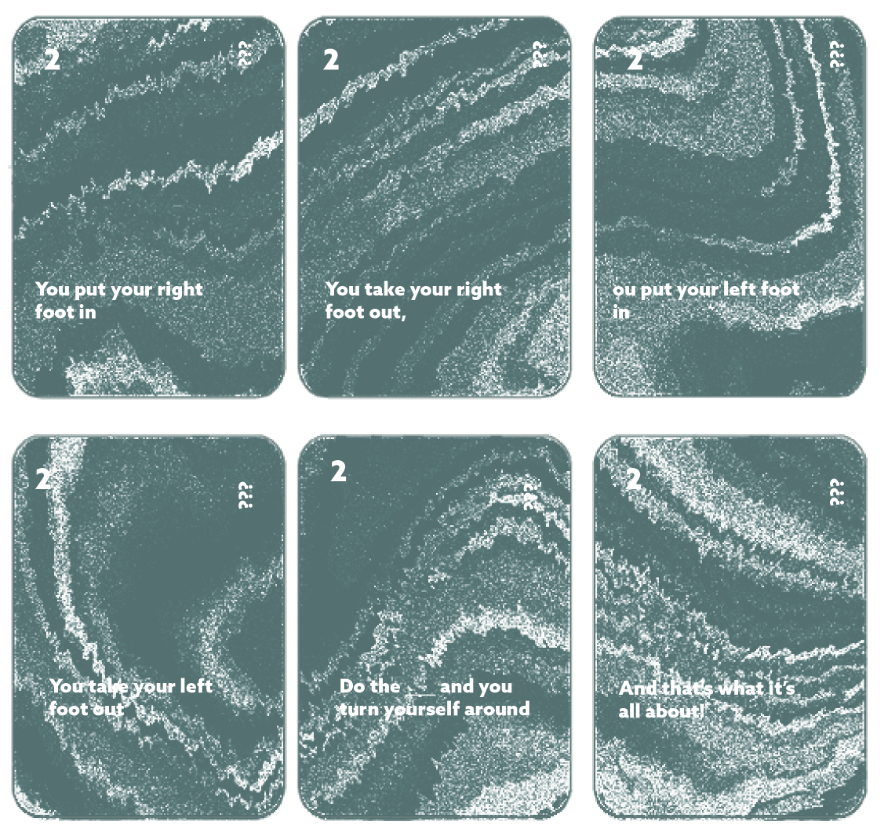 2
???
You put your right
foot in
2
???
You take your right
foot out,
2
???
ou put your left foot
in
2
???
You take your left
foot out
2
???
Do the ___ and you
turn yourself around
2
???
And that's what it's
all about!